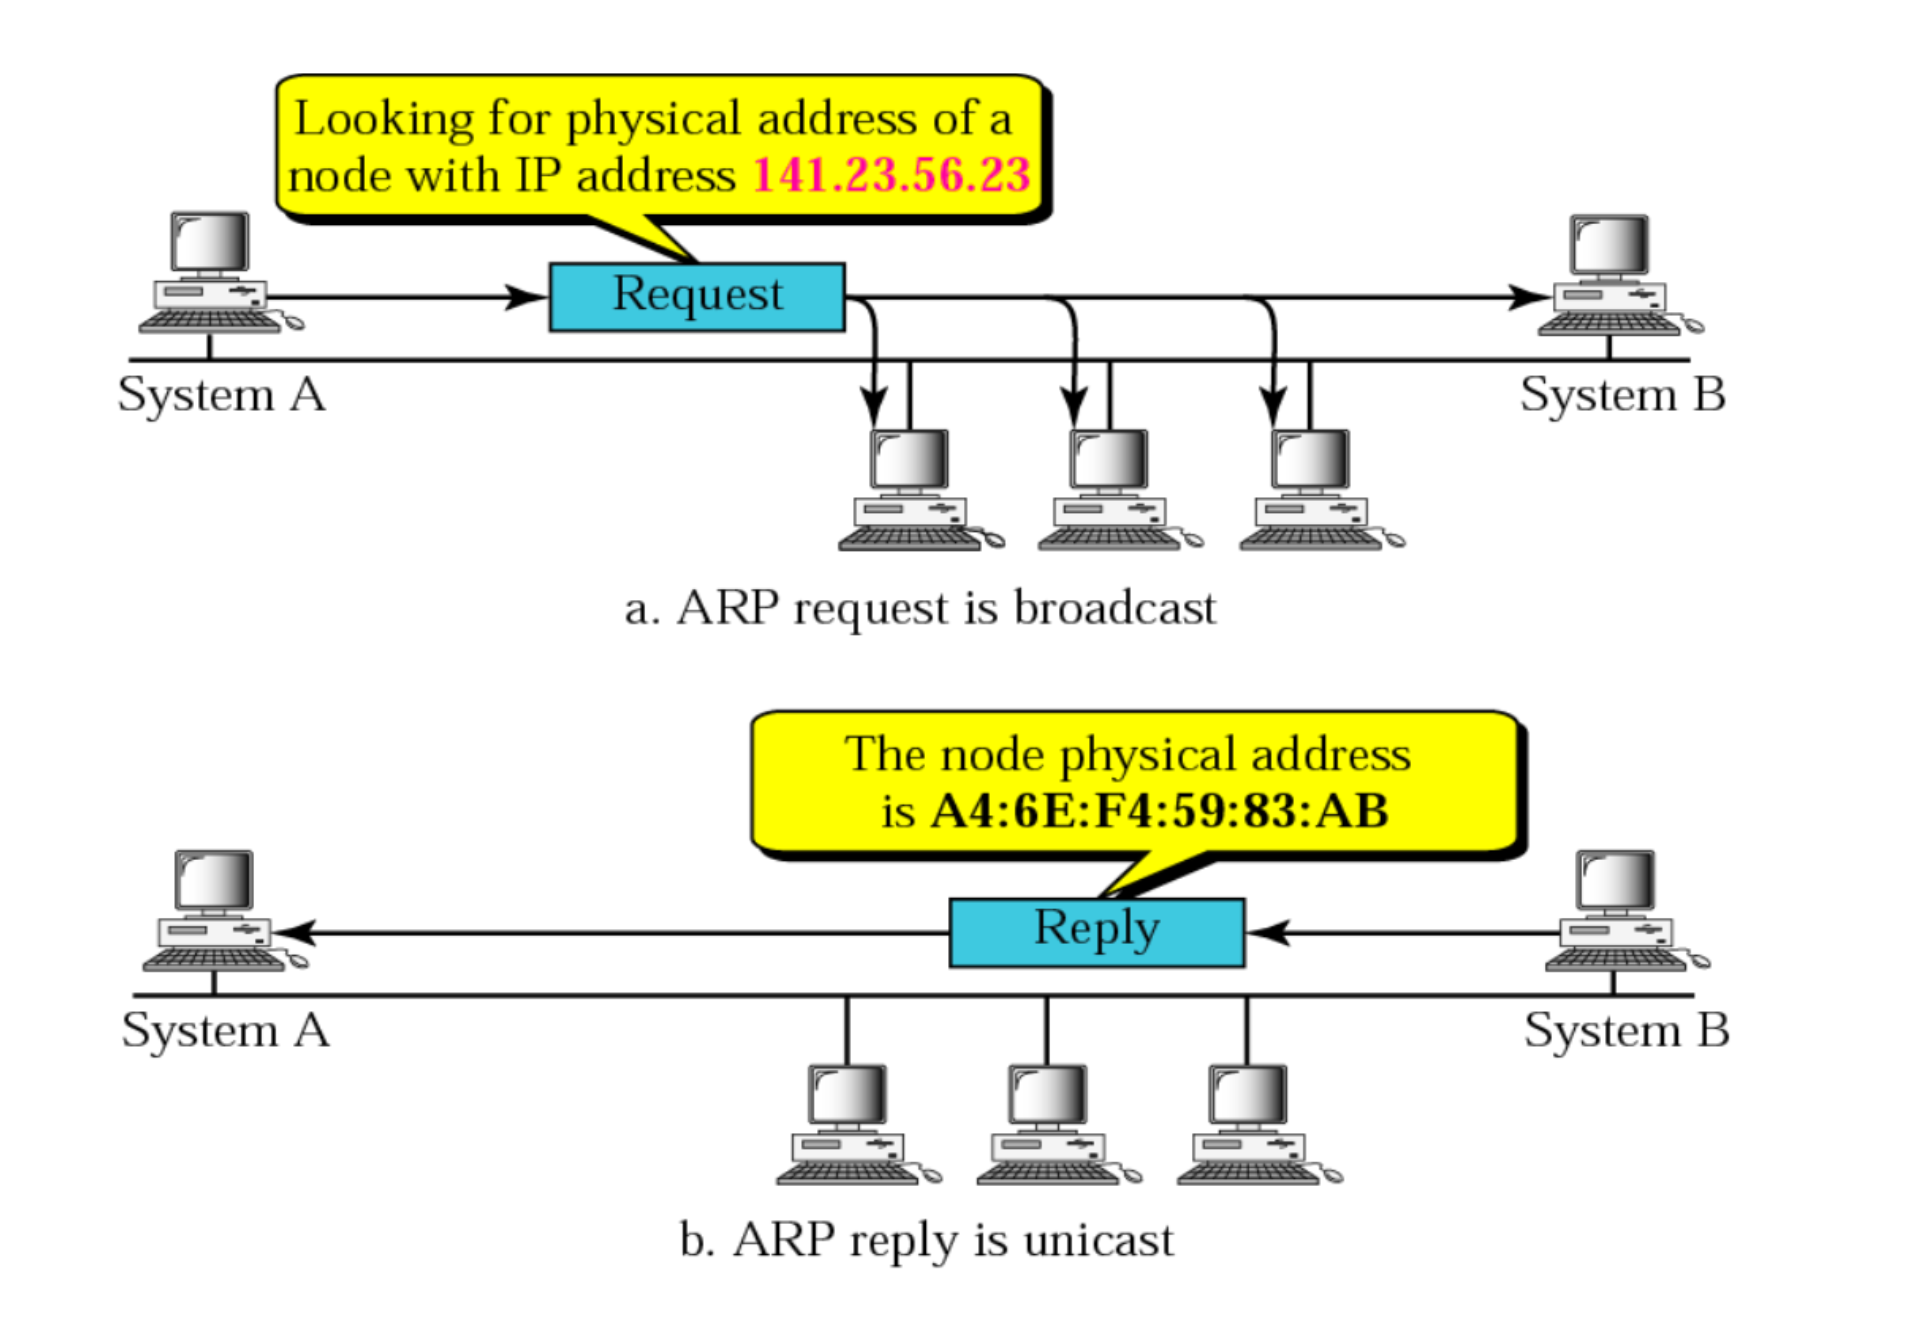 Looking for physical address of a
node with IP address 141.23.56.23
Request
System A
System B
a. ARP request is broadcast
The node physical address
is A4:6E:F4:59:83:AB
Reply
System A
System B
b. ARP reply is unicast